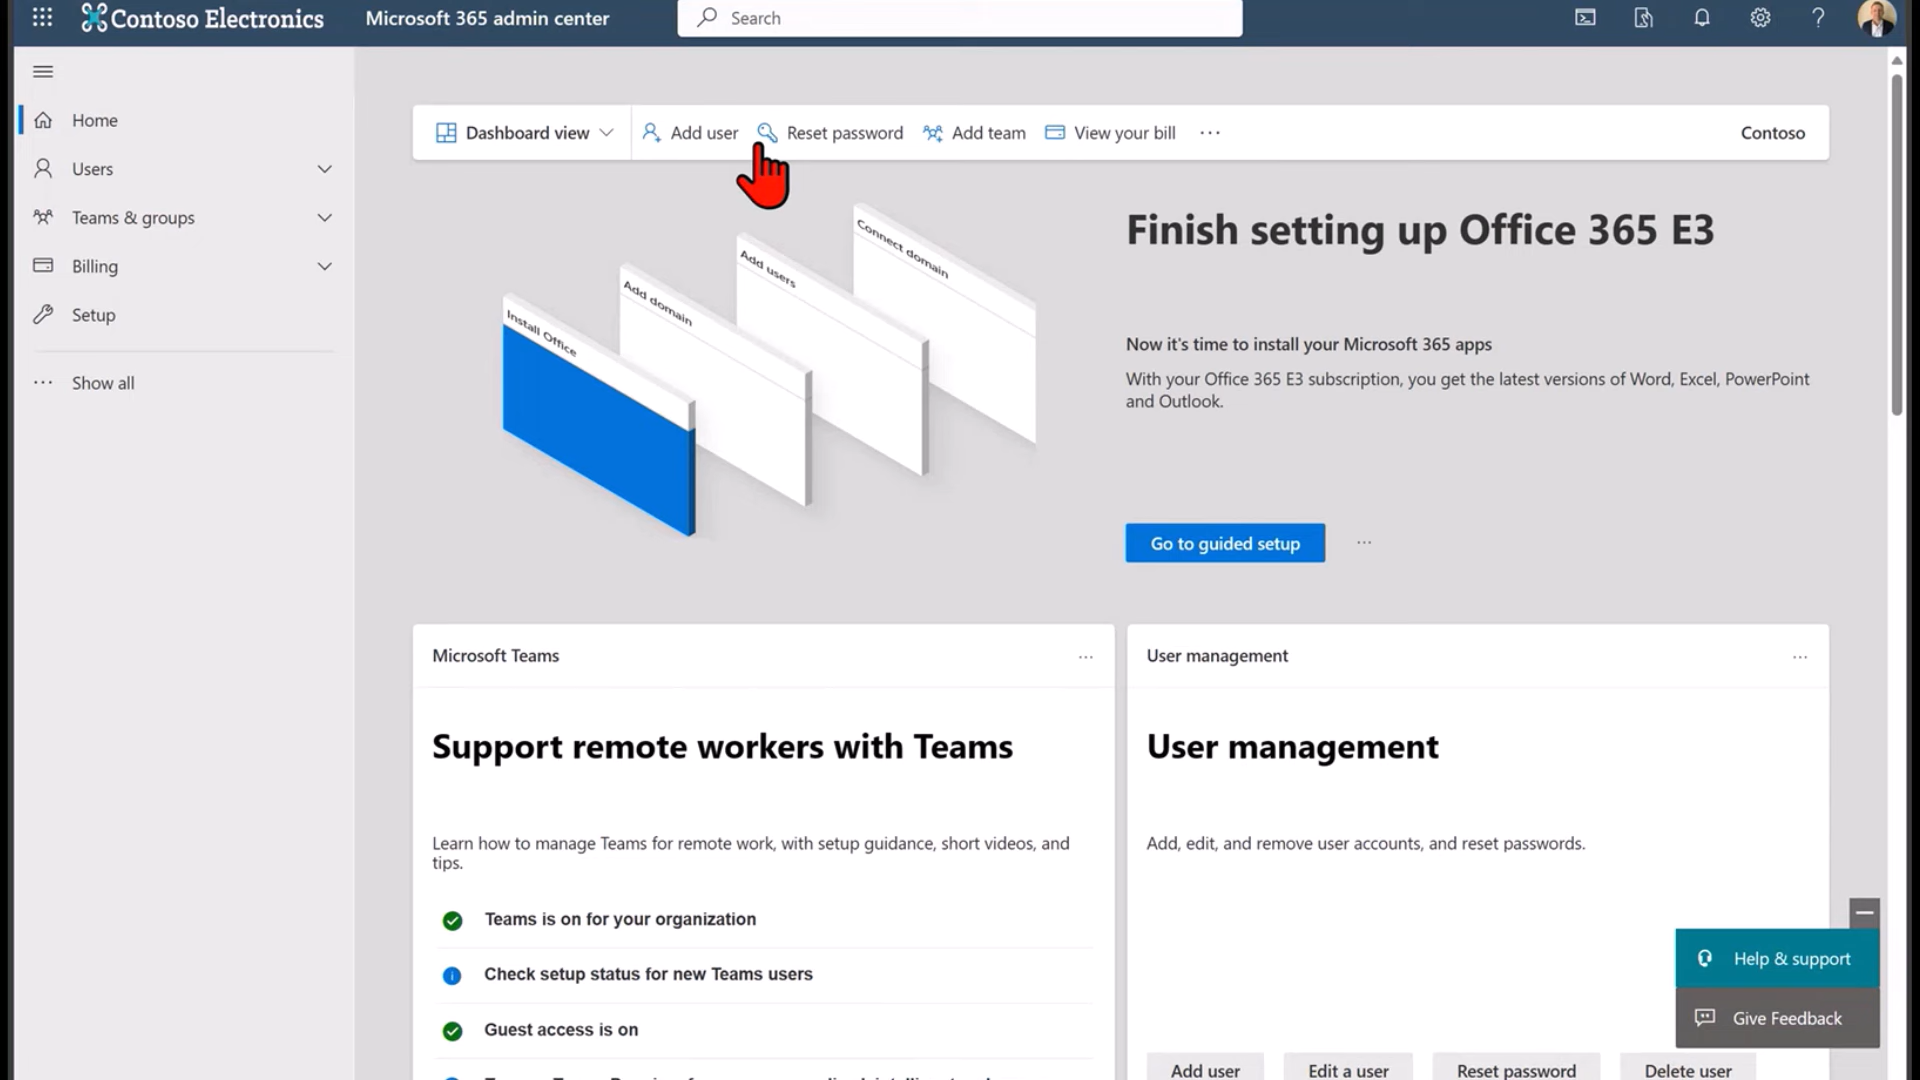 Contoso Electronics
Microsoft 365 admin center
Search
Home
Users
Teams & groups
Billing
Setup
Show all
Dashboard view
Add user
Reset password
Add team
View your bill
Contoso
Install Office
Add domain
Add users
Connect domain
Finish setting up Office 365 E3
Now it's time to install your Microsoft 365 apps
With your Office 365 E3 subscription, you get the latest versions of Word, Excel, PowerPoint
and Outlook.
Go to guided setup
Microsoft Teams
Support remote workers with Teams
Learn how to manage Teams for remote work, with setup guidance, short videos, and
tips.
Teams is on for your organization
Check setup status for new Teams users
Guest access is on
User management
User management
Add, edit, and remove user accounts, and reset passwords.
Add user
Edit a user
Reset password
Delete user
Help & support
Give Feedback